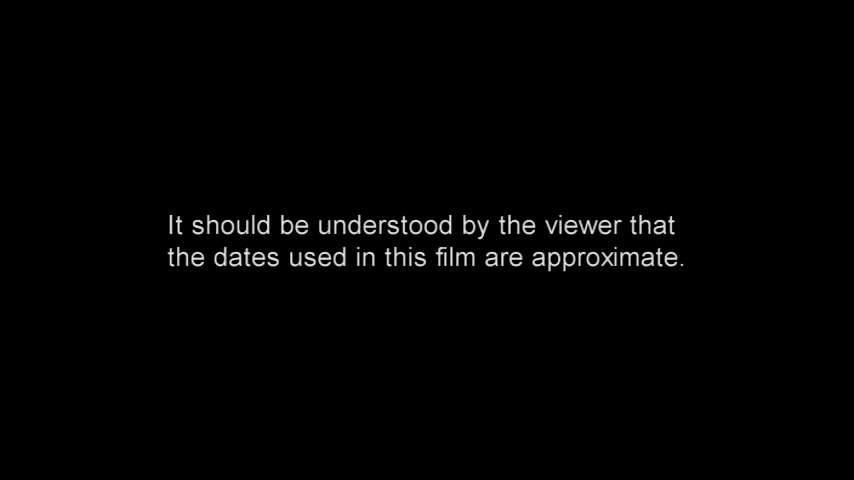 It should be understood by the viewer that
the dates used in this film are approximate.